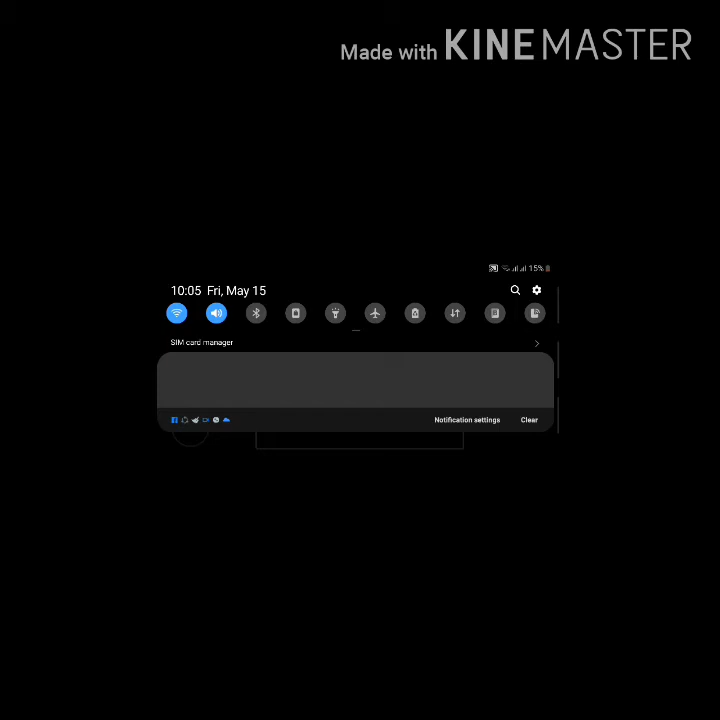 Made with KINEMASTER
15%
10:05 Fri, May 15
SIM card manager
Notification settings Clear